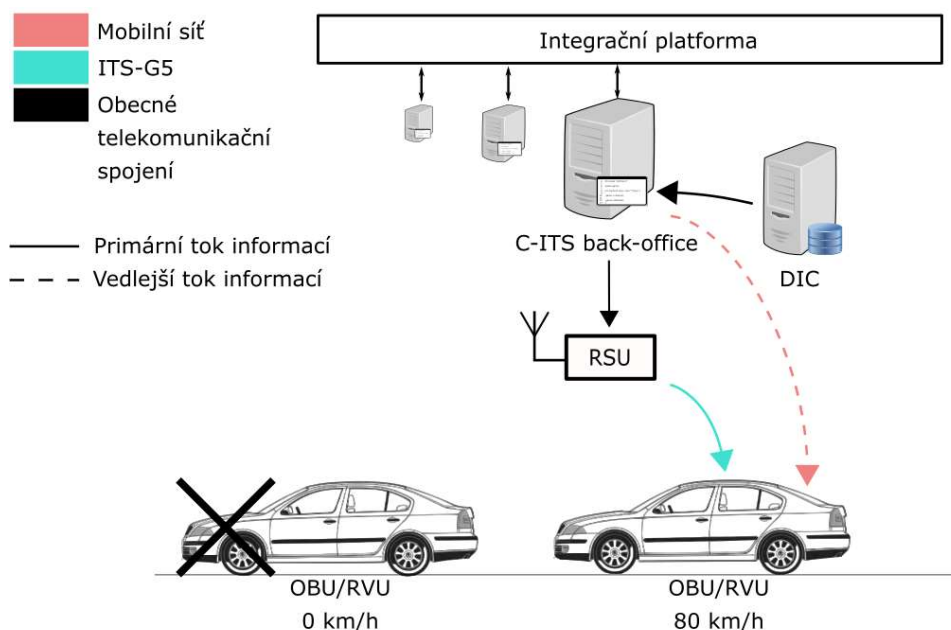 Mobilní síť
ITS-G5
Obecné
telekomunikační
spojení
Primární tok informací
Vedlejší tok informací
Integrační platforma
C-ITS back-office
DIC
RSU
OBU/RVU
0 km/h
OBU/RVU
80 km/h